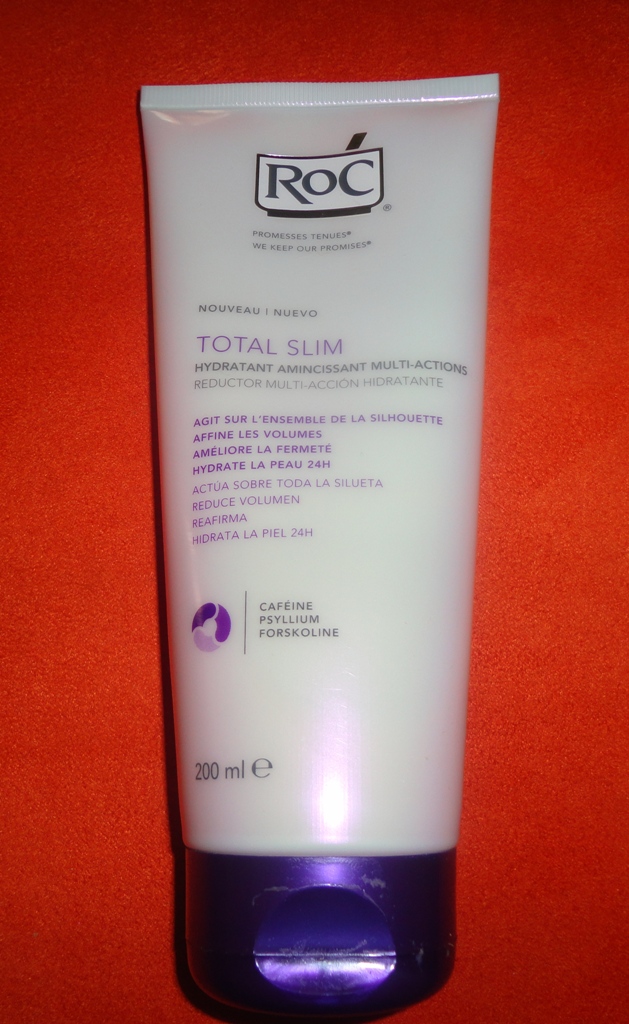 RoC®
PROMESSES TENUES®
WE KEEP OUR PROMISES®
NOUVEAU | NUEVO
TOTAL SLIM
HYDRATANT AMINCISSANT MULTI-ACTIONS
REDUCTOR MULTI-ACCIÓN HIDRATANTE
AGIT SUR L'ENSEMBLE DE LA SILHOUETTE
AFFINE LES VOLUMES
AMÉLIORE LA FERMETÉ
HYDRATE LA PEAU 24H
ACTÚA SOBRE TODA LA SILUETA
REDUCE VOLUMEN
REAFIRMA
HIDRATA LA PIEL 24H
CAFÉINE
PSYLLIUM
FORSKOLINE
200 ml ℮